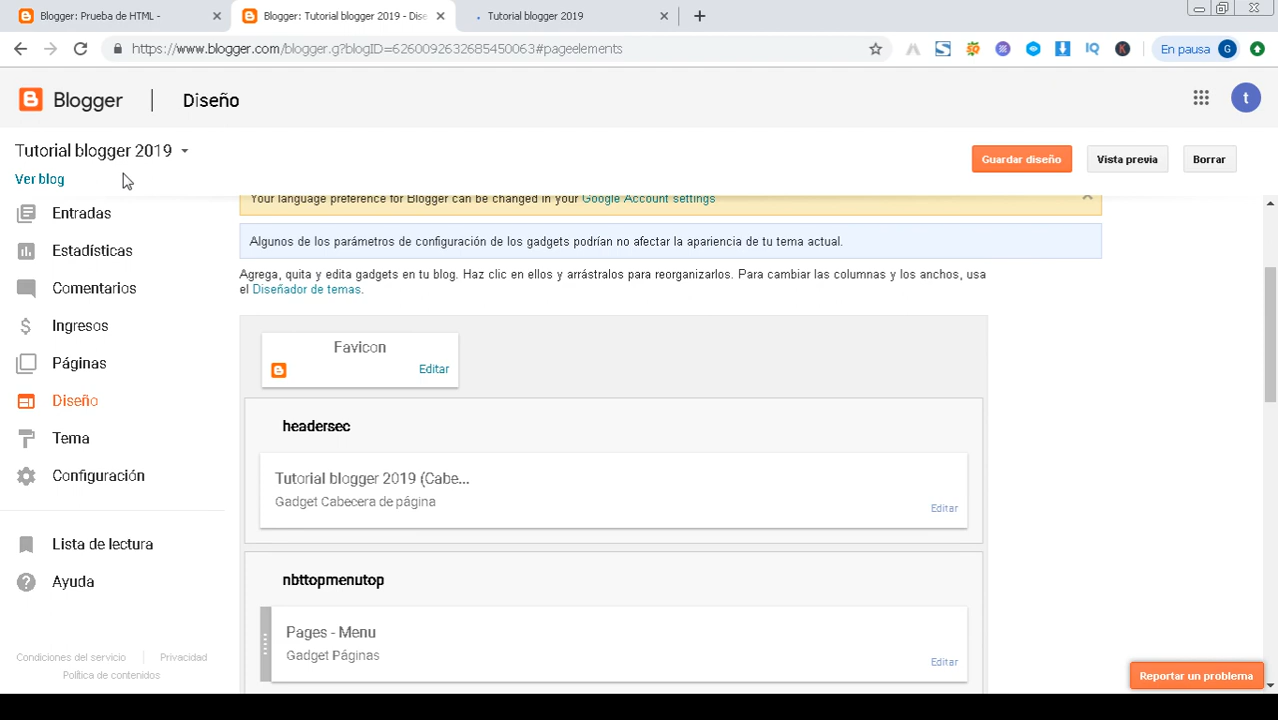 Blogger: Prueba de HTML -
Blogger: Tutorial blogger 2019 - Dise
Tutorial blogger 2019
https://www.blogger.com/blogger.g?blogID=6260092632685450063#pageelements
IQ
K
En pausa
G
Blogger
Diseño
t
Tutorial blogger 2019
Ver blog
Guardar diseño
Vista previa
Borrar
Entradas
Estadísticas
Comentarios
Ingresos
Páginas
Diseño
Tema
Configuración
Lista de lectura
Ayuda
Condiciones del servicio
Privacidad
Política de contenidos
Your language preference for Blogger can be changed in your Google Account settings
Algunos de los parámetros de configuración de los gadgets podrían no afectar la apariencia de tu tema actual.
Agrega, quita y edita gadgets en tu blog. Haz clic en ellos y arrástralos para reorganizarlos. Para cambiar las columnas y los anchos, usa
el Diseñador de temas.
Favicon
Editar
headersec
Tutorial blogger 2019 (Cabe...
Gadget Cabecera de página
Editar
nbttopmenutop
Pages - Menu
Gadget Páginas
Editar
Reportar un problema